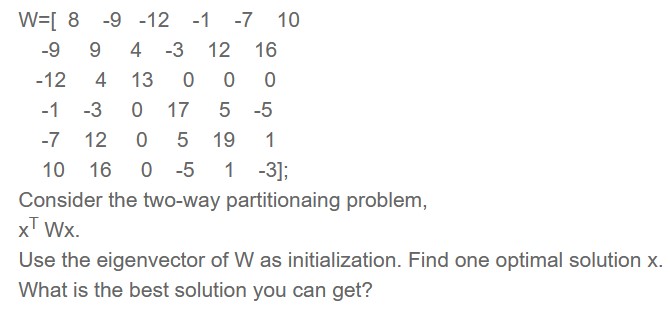 W=[ 8 -9 -12 -1 -7 10
-9 9 4 -3 12 16
-12 4 13 0 0 0
-1 -3 0 17 5 -5
-7 12 0 5 19 1
10 16 0 -5 1 -3];
Consider the two-way partitionaing problem,
x^T Wx.
Use the eigenvector of W as initialization. Find one optimal solution x.
What is the best solution you can get?